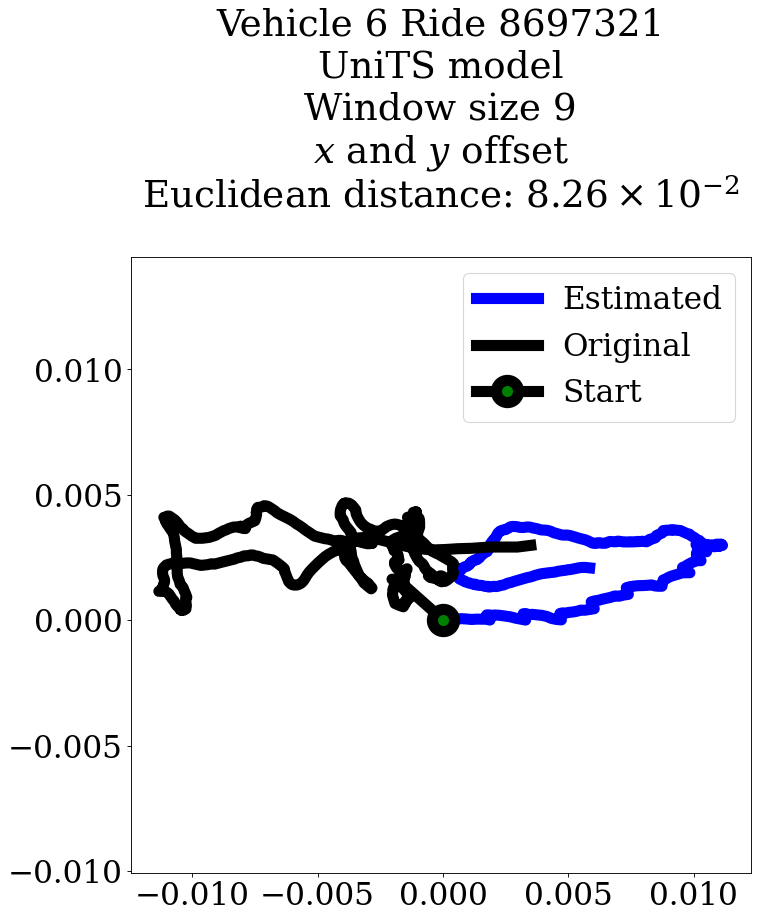 Vehicle 6 Ride 8697321
UniTS model
Window size 9
x and y offset
Euclidean distance: 8.26 × 10⁻²
Estimated
Original
Start
0.010
0.005
0.000
−0.005
−0.010
−0.010 −0.005 0.000 0.005 0.010